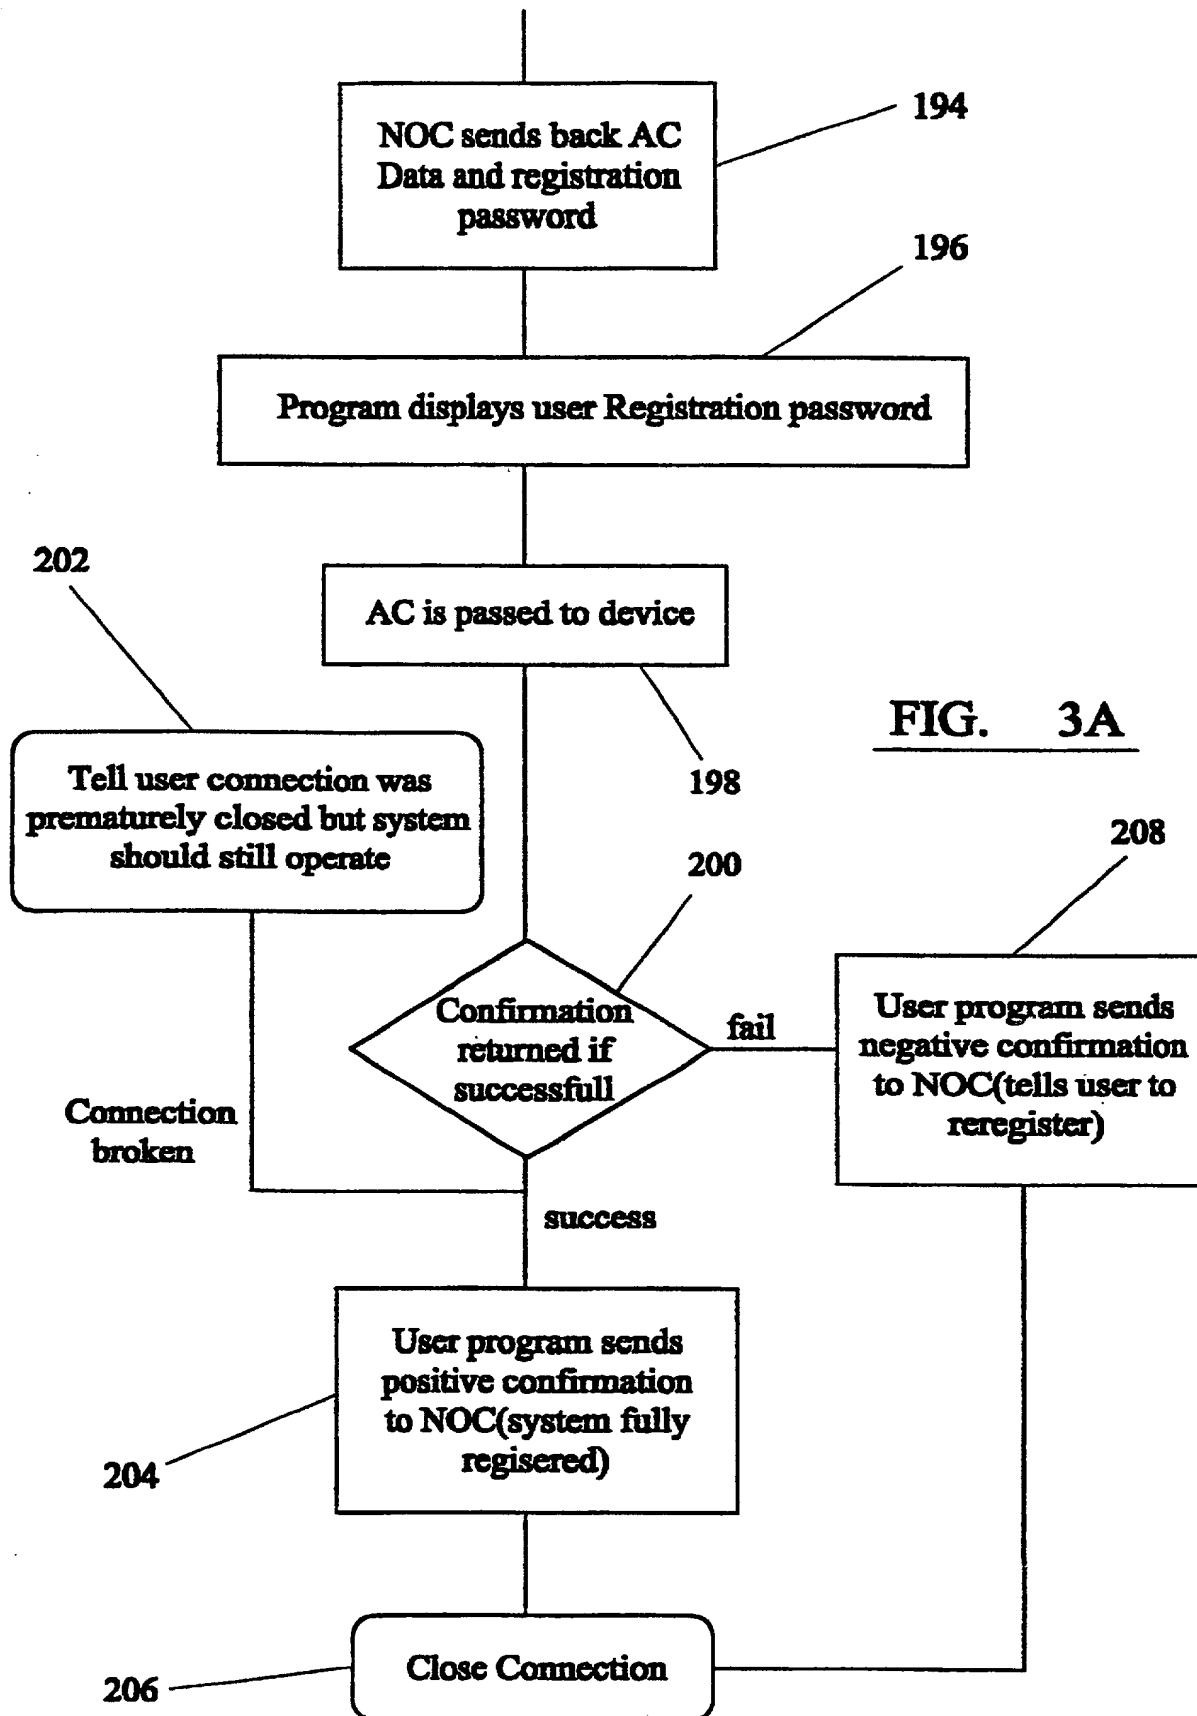 NOC sends back AC
Data and registration
password
194
196
Program displays user Registration password
202
AC is passed to device
198
FIG. 3A
Tell user connection was
prematurely closed but system
should still operate
200
208
Confirmation
returned if
successfull
fail
User program sends
negative confirmation
to NOC(tells user to
reregister)
Connection
broken
success
User program sends
positive confirmation
to NOC(system fully
regisered)
204
Close Connection
206